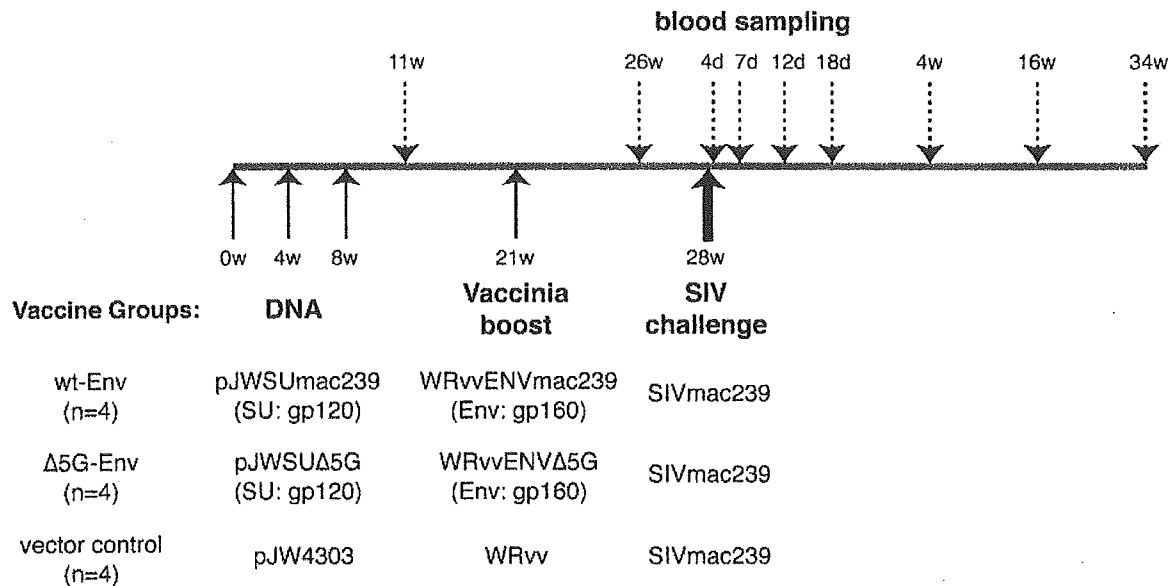 blood sampling
11w 26w 4d 7d 12d 18d 4w 16w 34w
0w 4w 8w 21w 28w
Vaccine Groups: DNA Vaccinia boost SIV challenge
wt-Env (n=4) pJWSUmac239 (SU: gp120) WRvvENVmac239 (Env: gp160) SIVmac239
Δ5G-Env (n=4) pJWSUΔ5G (SU: gp120) WRvvENVΔ5G (Env: gp160) SIVmac239
vector control (n=4) pJW4303 WRvv SIVmac239